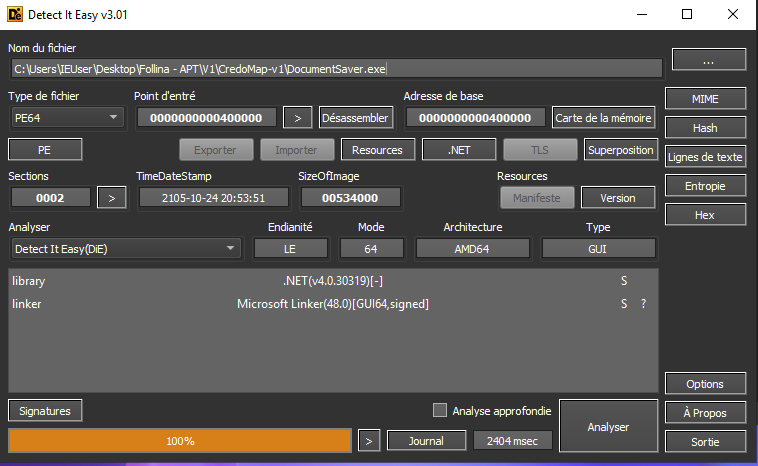 Detect It Easy v3.01
Nom du fichier
C:\Users\IEUser\Desktop\Follina - APT\V1\CredoMap-v1\DocumentSaver.exe
...
Type de fichier Point d'entré Adresse de base
PE64 0000000000400000 > Désassembler 0000000000400000 Carte de la mémoire MIME
Hash
PE Exporter Importer Resources .NET TLS Superposition Lignes de texte
Sections TimeDateStamp SizeOfImage Resources Entropie
0002 > 2105-10-24 20:53:51 00534000 Manifeste Version Hex
Analyser Endianité Mode Architecture Type
Detect It Easy(DiE) LE 64 AMD64 GUI
library .NET(v4.0.30319)[-] S
linker Microsoft Linker(48.0)[GUI64,signed] S ?
Options
Signatures Analyse approfondie Analyser À Propos
100% > Journal 2404 msec Sortie